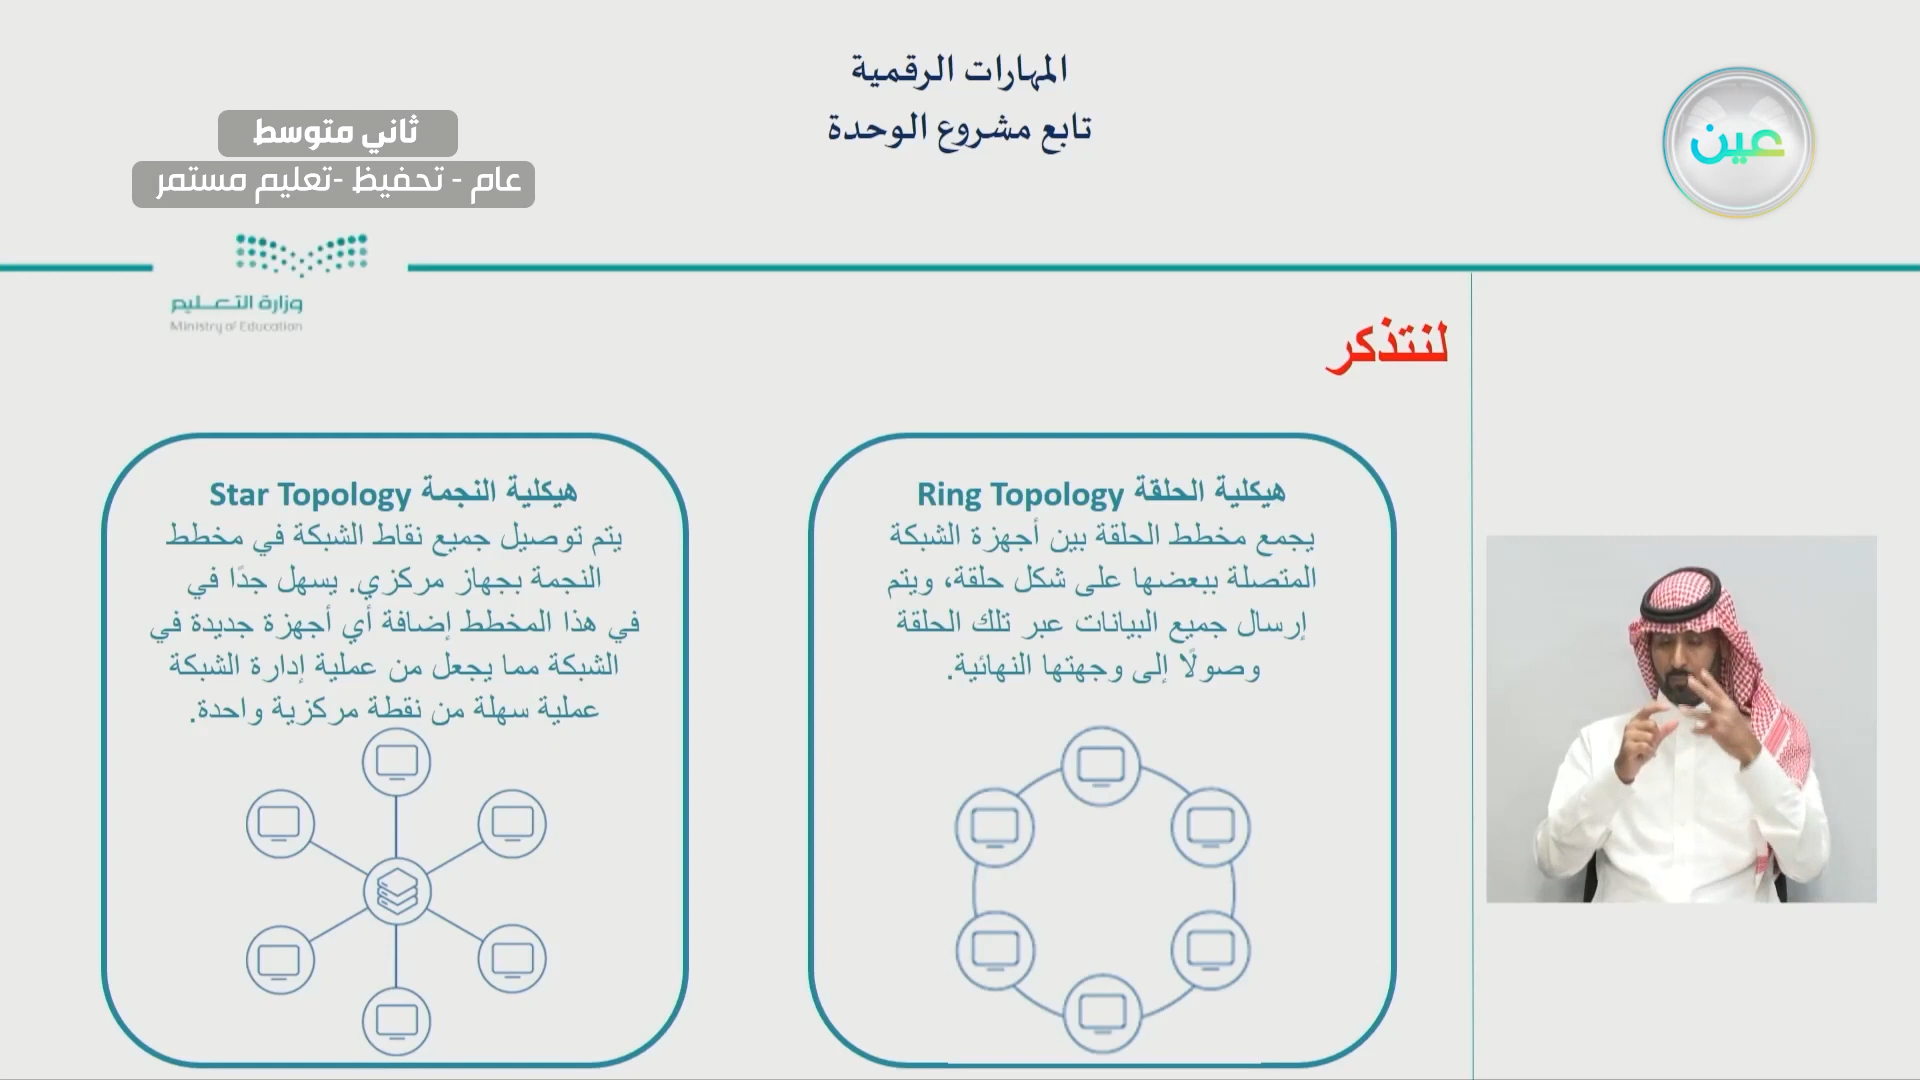 المهارات الرقمية
تابع مشروع الوحدة
عين
ثاني متوسط
عام - تحفيظ -تعليم مستمر
وزارة التعليم
Ministry of Education
لنتذكر
هيكلية الحلقة Ring Topology
يجمع مخطط الحلقة بين أجهزة الشبكة
المتصلة ببعضها على شكل حلقة، ويتم
إرسال جميع البيانات عبر تلك الحلقة
وصولًا إلى وجهتها النهائية.
هيكلية النجمة Star Topology
يتم توصيل جميع نقاط الشبكة في مخطط
النجمة بجهاز مركزي. يسهل جدًا في
في هذا المخطط إضافة أي أجهزة جديدة في
الشبكة مما يجعل من عملية إدارة الشبكة
عملية سهلة من نقطة مركزية واحدة.